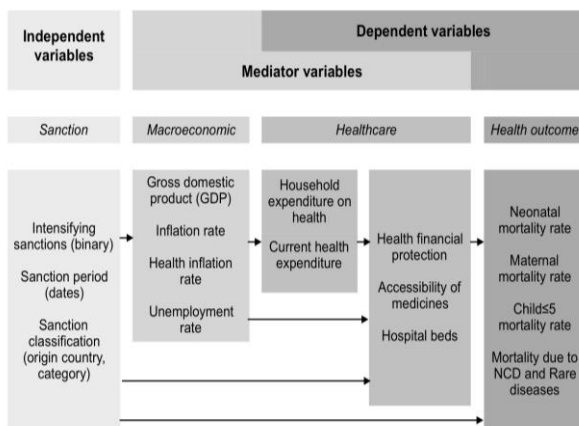 Independent
variables
Dependent variables
Mediator variables
Sanction
Macroeconomic
Healthcare
Health outcome
Intensifying
sanctions (binary)
Sanction period
(dates)
Sanction
classification
(origin country,
category)
Gross domestic
product (GDP)
Inflation rate
Health inflation
rate
Unemployment
rate
Household
expenditure on
health
Current health
expenditure
Health financial
protection
Accessibility of
medicines
Hospital beds
Neonatal
mortality rate
Maternal
mortality rate
Child≤5
mortality rate
Mortality due to
NCD and Rare
diseases